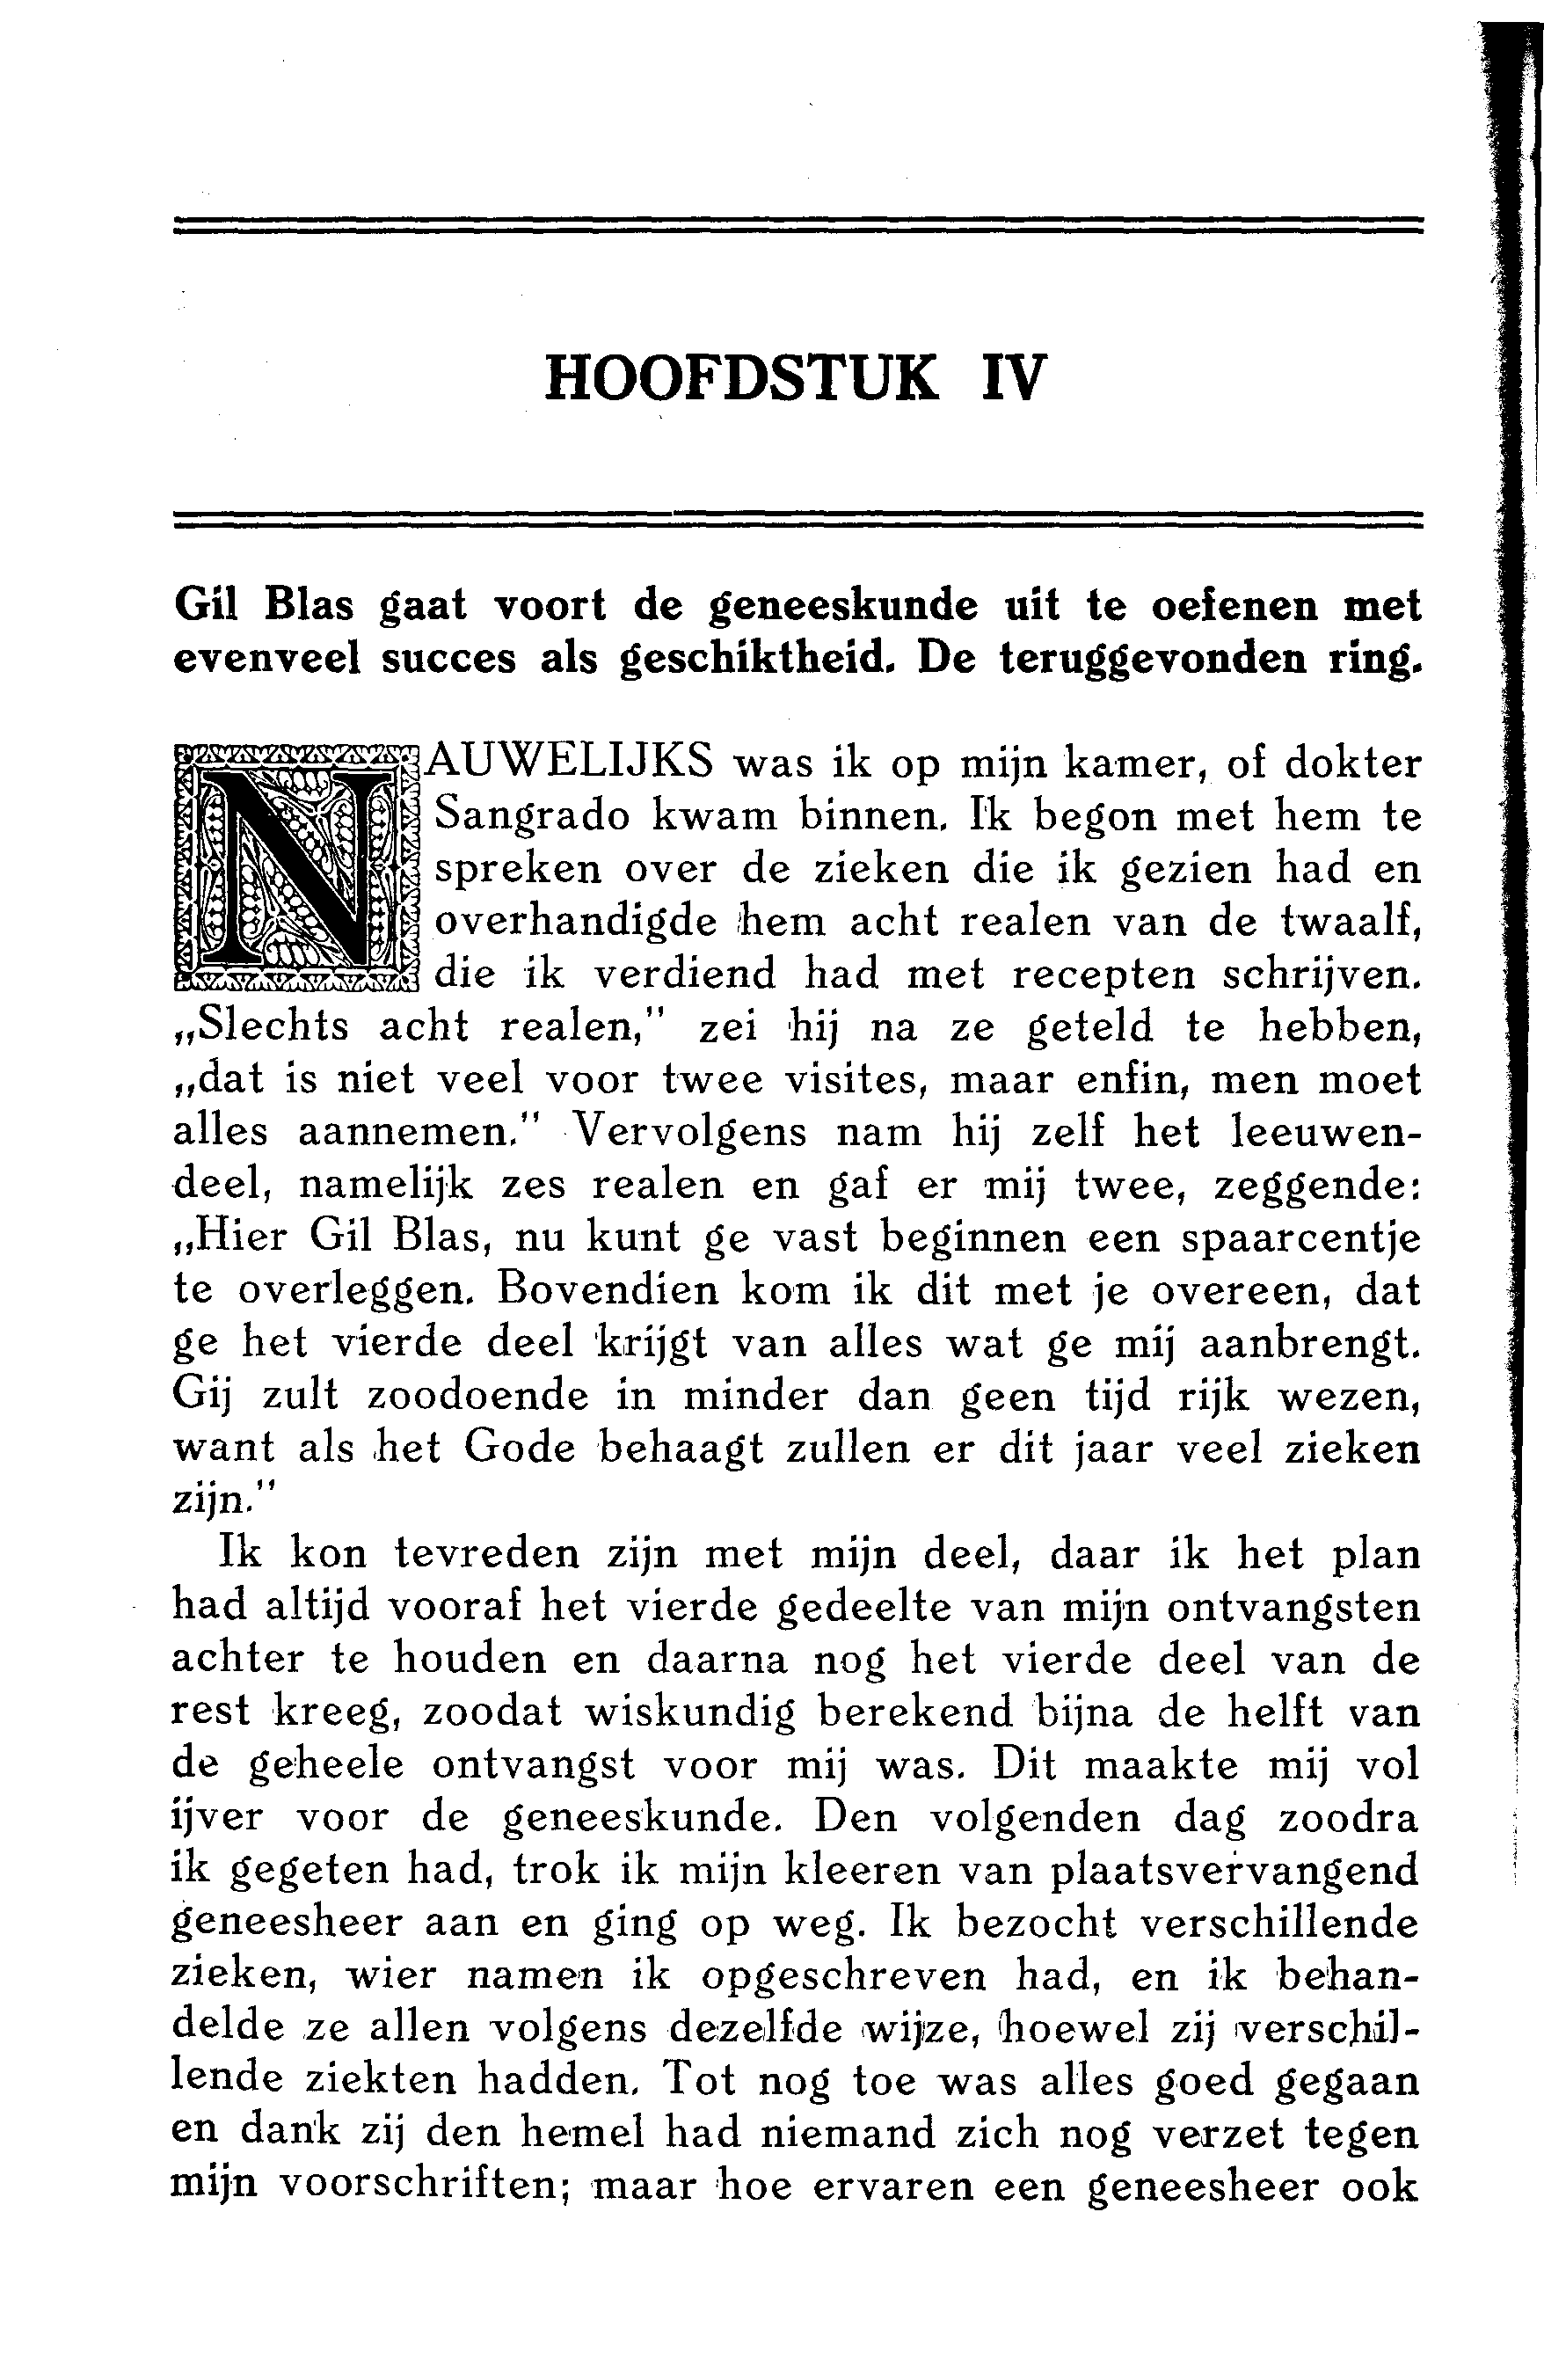 HOOFDSTUK IV
Gil Blas gaat voort de geneeskunde uit te oefenen met
evenveel succes als geschiktheid. De teruggevonden ring.
NAUWELIJKS was ik op mijn kamer, of dokter
Sangrado kwam binnen. Ik begon met hem te
spreken over de zieken die ik gezien had en
overhandigde hem acht realen van de twaalf,
die ik verdiend had met recepten schrijven.
„Slechts acht realen,” zei hij na ze geteld te hebben,
„dat is niet veel voor twee visites, maar enfin, men moet
alles aannemen.” Vervolgens nam hij zelf het leeuwen-
deel, namelijk zes realen en gaf er mij twee, zeggende:
„Hier Gil Blas, nu kunt ge vast beginnen een spaarcentje
te overleggen. Bovendien kom ik dit met je overeen, dat
ge het vierde deel krijgt van alles wat ge mij aanbrengt.
Gij zult zoodoende in minder dan geen tijd rijk wezen,
want als het Gode behaagt zullen er dit jaar veel zieken
zijn.”
Ik kon tevreden zijn met mijn deel, daar ik het plan
had altijd vooraf het vierde gedeelte van mijn ontvangsten
achter te houden en daarna nog het vierde deel van de
rest kreeg, zoodat wiskundig berekend bijna de helft van
de geheele ontvangst voor mij was. Dit maakte mij vol
ijver voor de geneeskunde. Den volgenden dag zoodra
ik gegeten had, trok ik mijn kleeren van plaatsvervangend
geneesheer aan en ging op weg. Ik bezocht verschillende
zieken, wier namen ik opgeschreven had, en ik behan-
delde ze allen volgens dezelfde wijze, hoewel zij verschil-
lende ziekten hadden. Tot nog toe was alles goed gegaan
en dank zij den hemel had niemand zich nog verzet tegen
mijn voorschriften; maar hoe ervaren een geneesheer ook